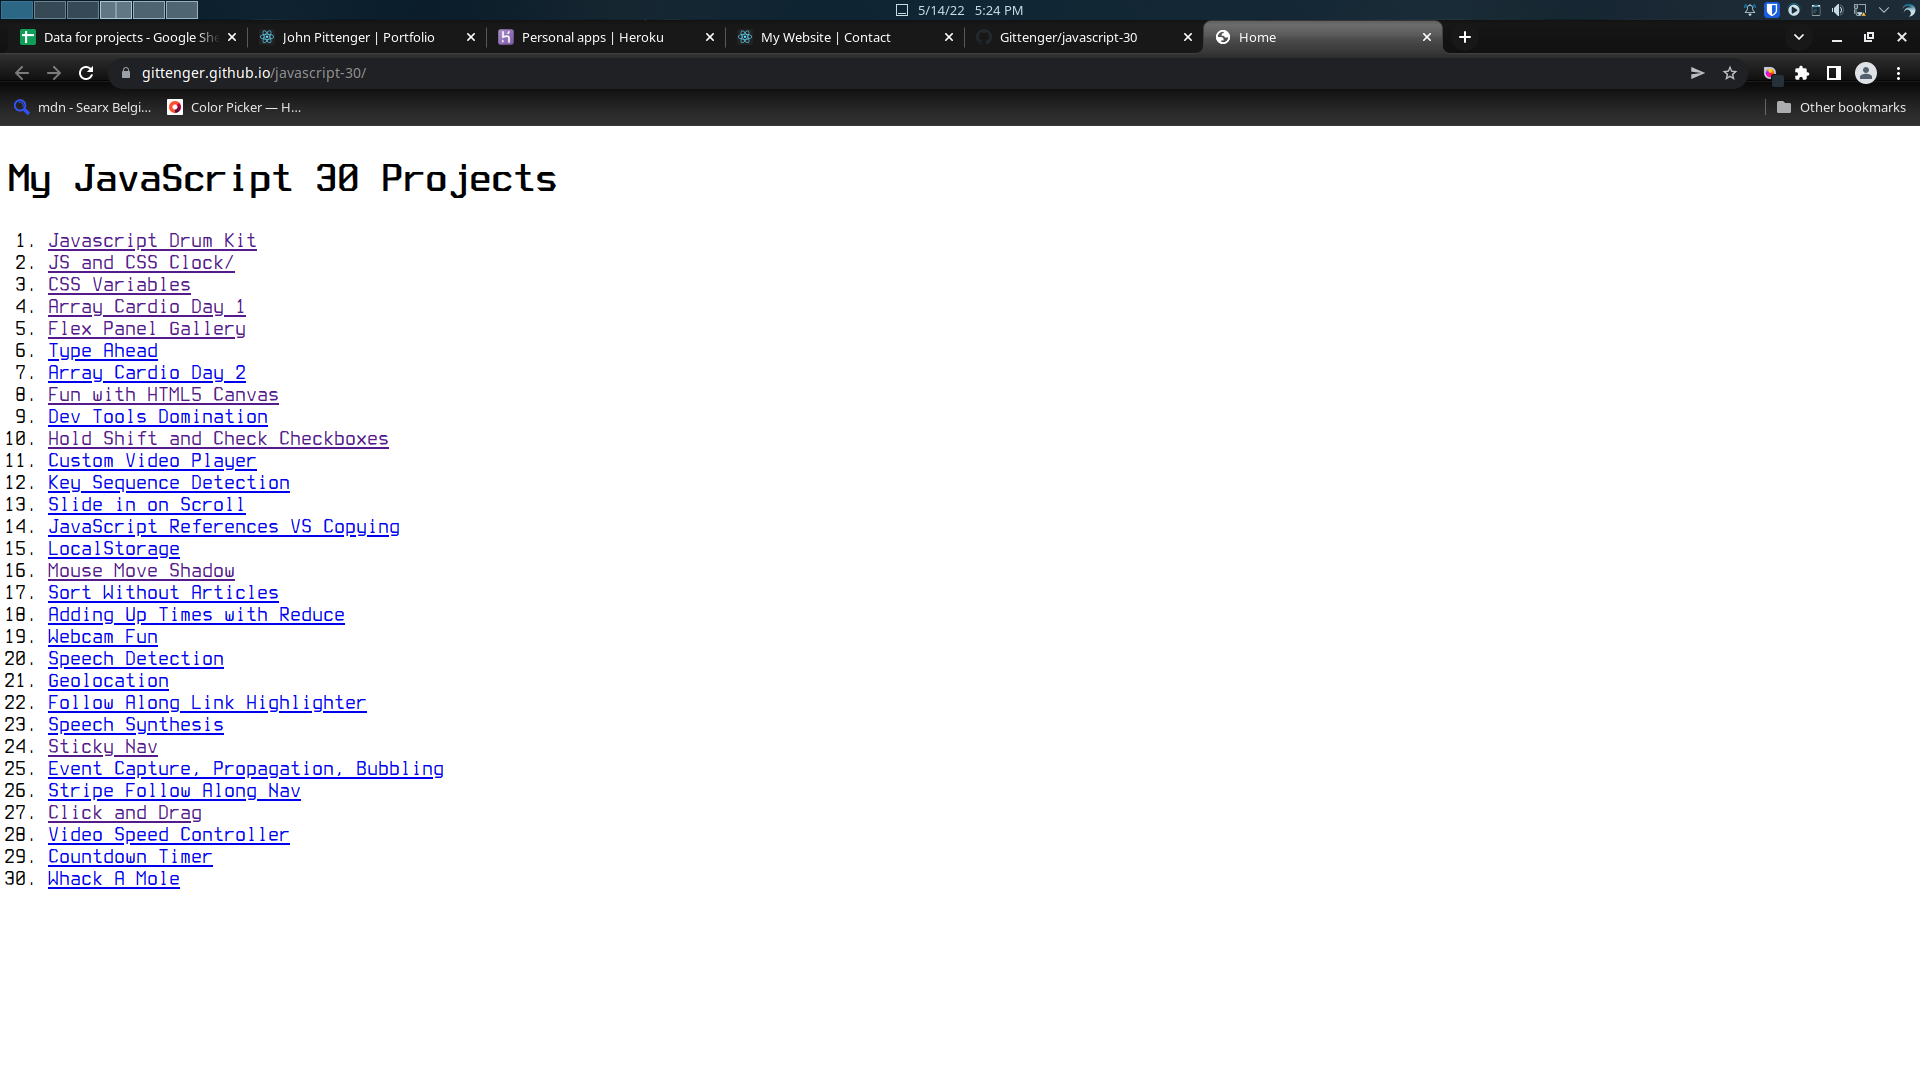 5/14/22 5:24 PM
Data for projects - Google She
John Pittenger | Portfolio
Personal apps | Heroku
My Website | Contact
Gittenger/javascript-30
Home
gittenger.github.io/javascript-30/
mdn - Searx Belgi...
Color Picker — H...
Other bookmarks
My JavaScript 30 Projects
1. Javascript Drum Kit
2. JS and CSS Clock/
3. CSS Variables
4. Array Cardio Day 1
5. Flex Panel Gallery
6. Type Ahead
7. Array Cardio Day 2
8. Fun with HTML5 Canvas
9. Dev Tools Domination
10. Hold Shift and Check Checkboxes
11. Custom Video Player
12. Key Sequence Detection
13. Slide in on Scroll
14. JavaScript References VS Copying
15. LocalStorage
16. Mouse Move Shadow
17. Sort Without Articles
18. Adding Up Times with Reduce
19. Webcam Fun
20. Speech Detection
21. Geolocation
22. Follow Along Link Highlighter
23. Speech Synthesis
24. Sticky Nav
25. Event Capture, Propagation, Bubbling
26. Stripe Follow Along Nav
27. Click and Drag
28. Video Speed Controller
29. Countdown Timer
30. Whack A Mole